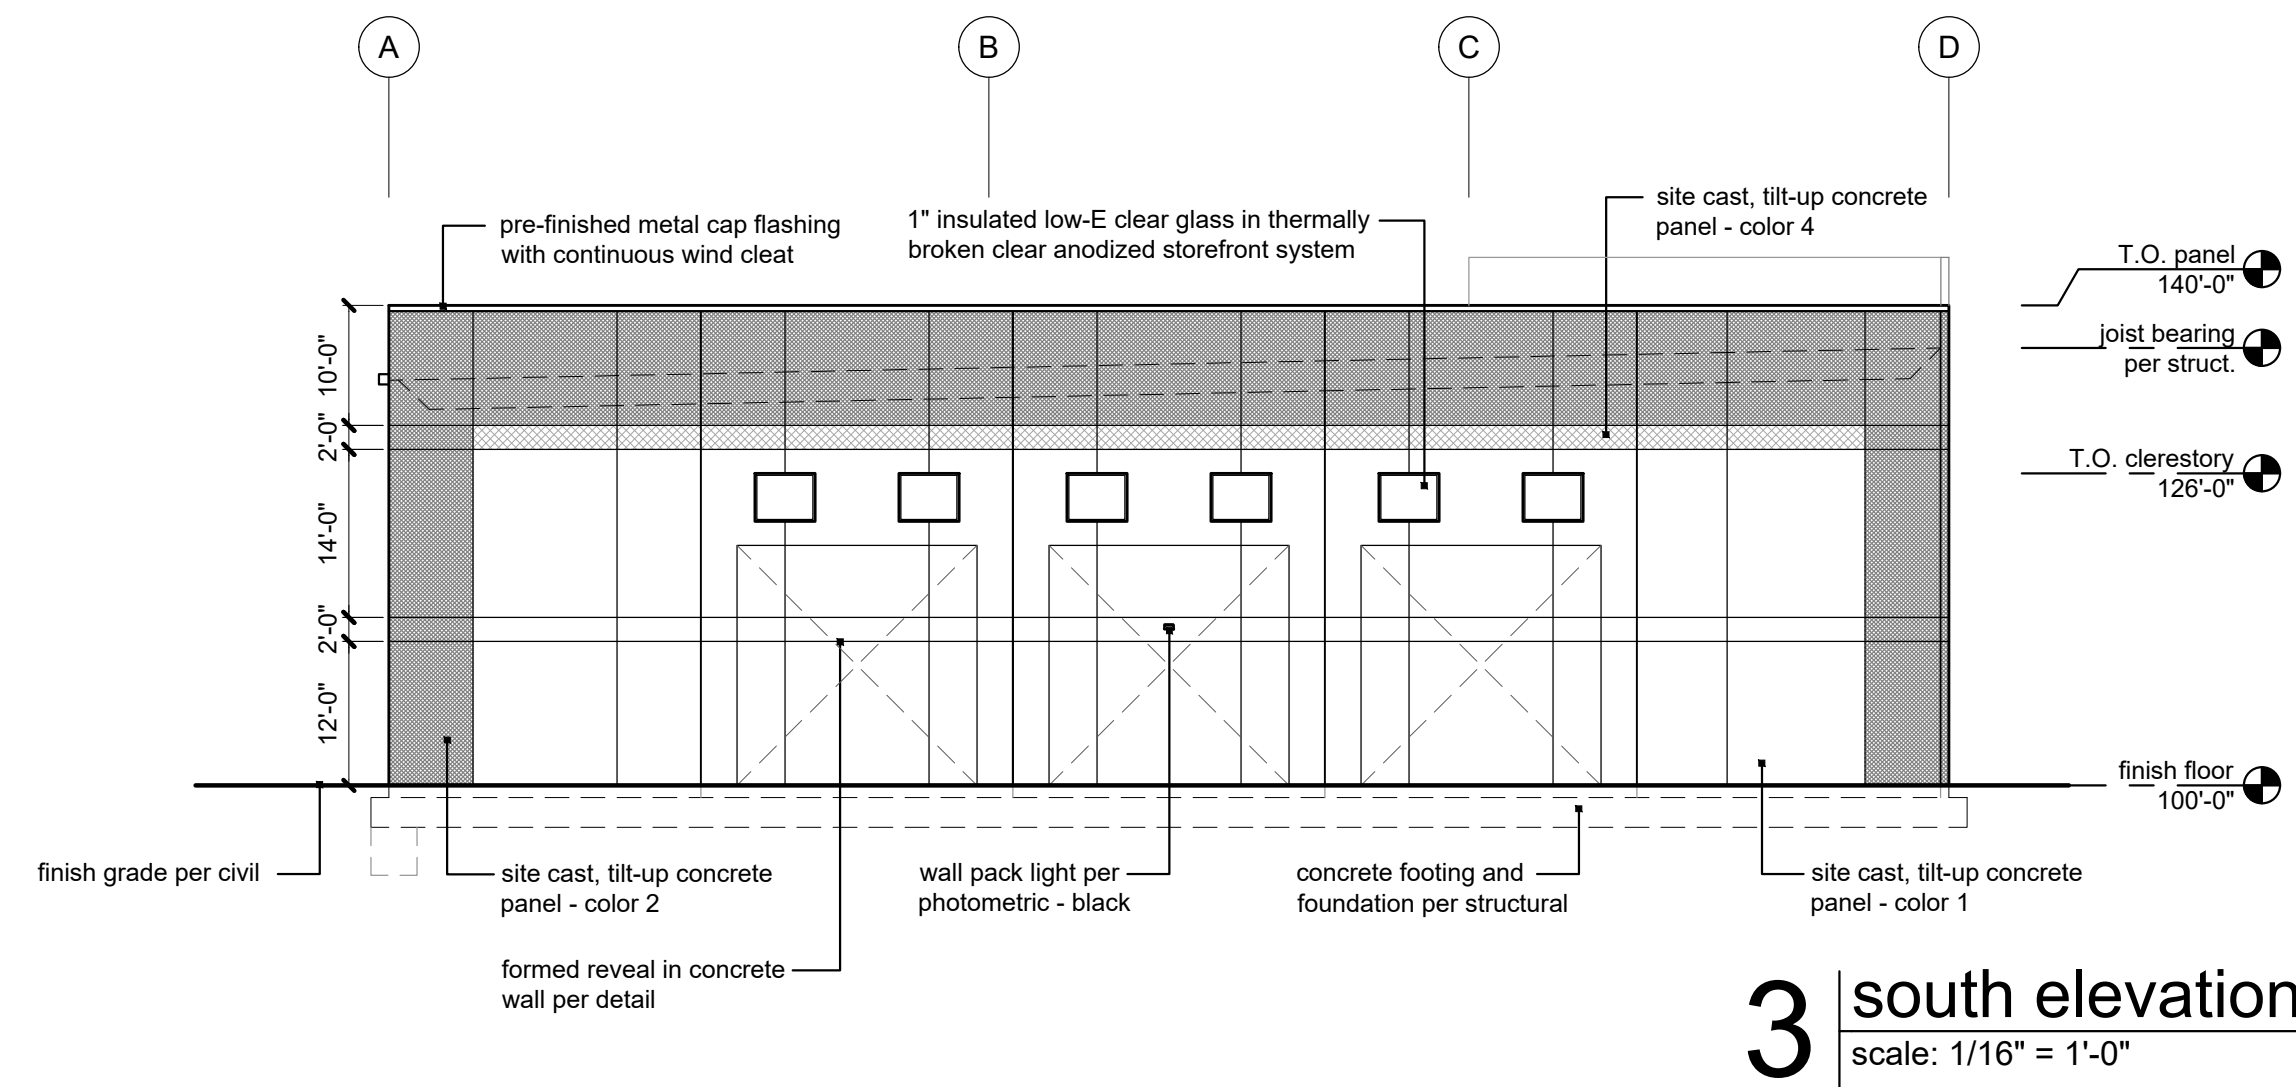 A
B
C
D
pre-finished metal cap flashing
with continuous wind cleat
1" insulated low-E clear glass in thermally
broken clear anodized storefront system
site cast, tilt-up concrete
panel - color 4
T.O. panel
140'-0"
joist bearing
per struct.
T.O. clerestory
126'-0"
finish floor
100'-0"
10'-0"
2'-0"
14'-0"
2'-0"
12'-0"
finish grade per civil
site cast, tilt-up concrete
panel - color 2
formed reveal in concrete
wall per detail
wall pack light per
photometric - black
concrete footing and
foundation per structural
site cast, tilt-up concrete
panel - color 1
3
south elevation
scale: 1/16" = 1'-0"